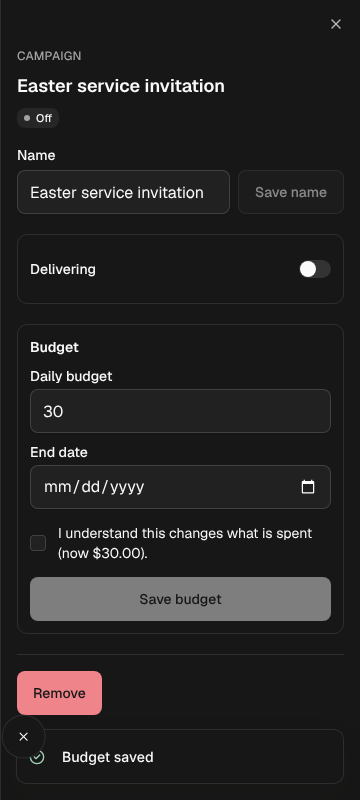 CAMPAIGN
Easter service invitation
Off
Name
Easter service invitation
Save name
Delivering
Budget
Daily budget
30
End date
mm/dd/yyyy
I understand this changes what is spent
(now $30.00).
Save budget
Remove
Budget saved